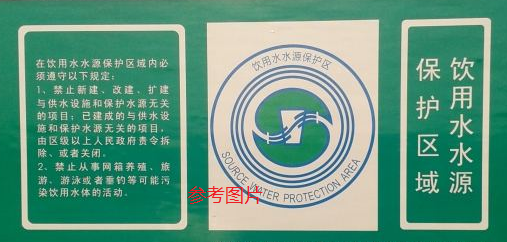 在饮用水水源保护区域内必
须遵守以下规定：
1、禁止新建、改建、扩建
与供水设施和保护水源无关
的项目；已建成的与供水设
施和保护水源无关的项目，
由区级以上人民政府责令拆
除、或者关闭。
2、禁止从事网箱养殖、旅
游、游泳或者垂钓等可能污
染饮用水体的活动。
饮用水水源保护区
SOURCE WATER PROTECTION AREA
参考图片
饮用水水源
保护区域